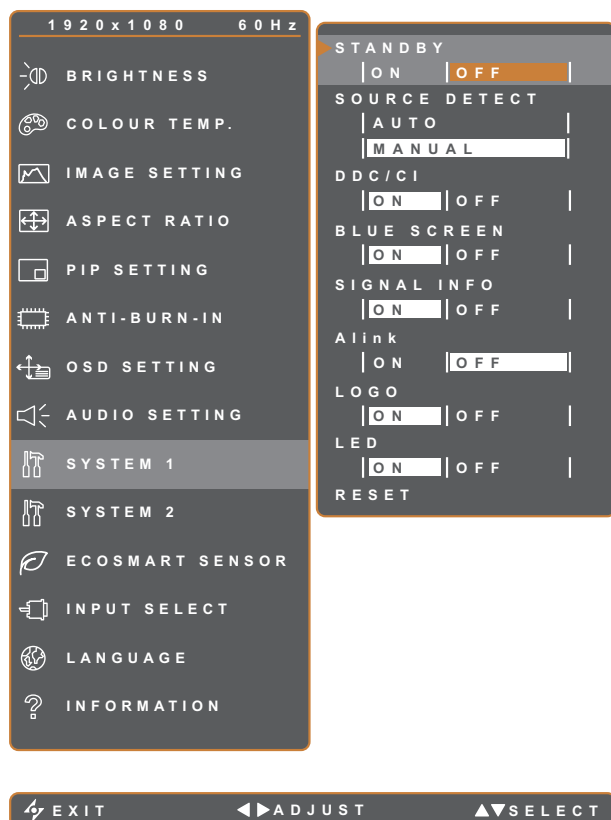 1920x1080 60Hz
BRIGHTNESS
COLOUR TEMP.
IMAGE SETTING
ASPECT RATIO
PIP SETTING
ANTI-BURN-IN
OSD SETTING
AUDIO SETTING
SYSTEM 1
SYSTEM 2
ECOSMART SENSOR
INPUT SELECT
LANGUAGE
INFORMATION
STANDBY
ON OFF
SOURCE DETECT
AUTO
MANUAL
DDC/CI
ON OFF
BLUE SCREEN
ON OFF
SIGNAL INFO
ON OFF
Alink
ON OFF
LOGO
ON OFF
LED
ON OFF
RESET
EXIT ADJUST SELECT